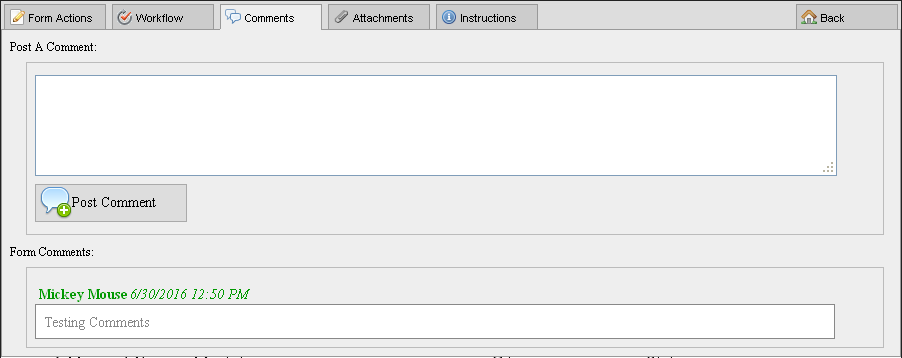 Form Actions Workflow Comments Attachments Instructions Back
Post A Comment:
Post Comment
Form Comments:
Mickey Mouse 6/30/2016 12:50 PM
Testing Comments